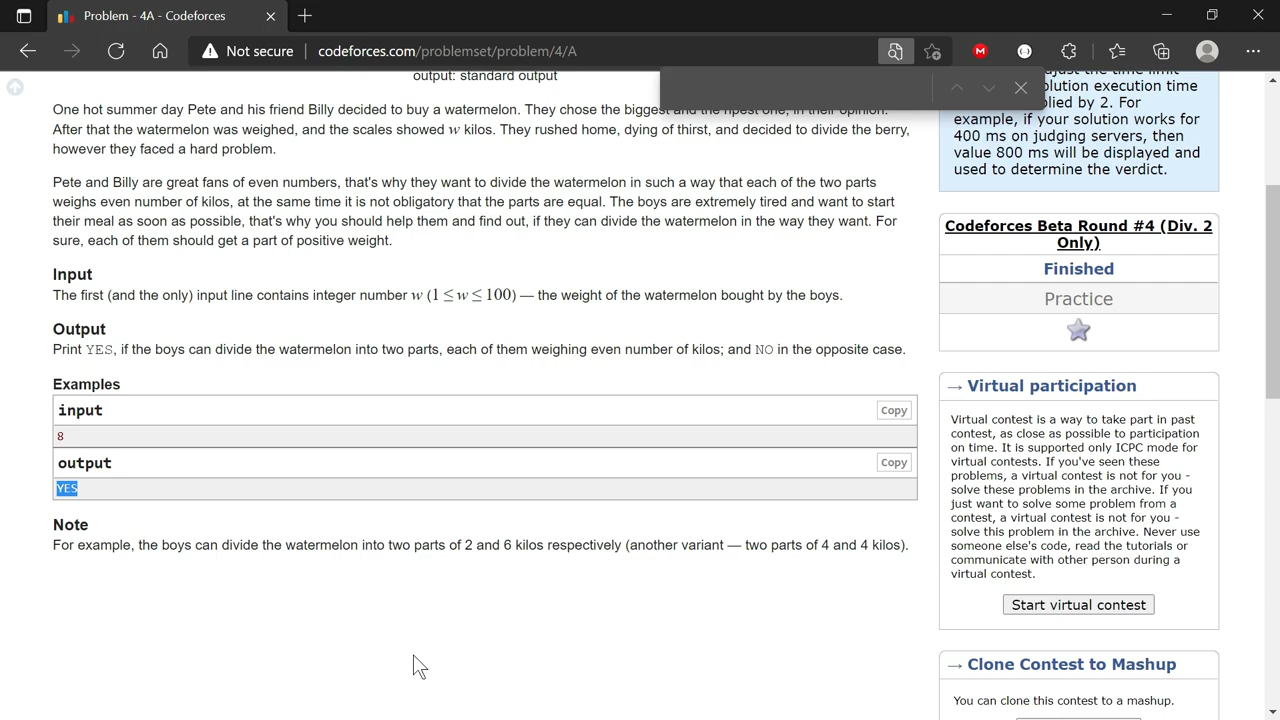 Problem - 4A - Codeforces
Not secure
codeforces.com/problemset/problem/4/A
output: standard output
One hot summer day Pete and his friend Billy decided to buy a watermelon. They chose the biggest and the ripest one, in their opinion.
After that the watermelon was weighed, and the scales showed w kilos. They rushed home, dying of thirst, and decided to divide the berry,
however they faced a hard problem.
Pete and Billy are great fans of even numbers, that's why they want to divide the watermelon in such a way that each of the two parts
weighs even number of kilos, at the same time it is not obligatory that the parts are equal. The boys are extremely tired and want to start
their meal as soon as possible, that's why you should help them and find out, if they can divide the watermelon in the way they want. For
sure, each of them should get a part of positive weight.
Input
The first (and the only) input line contains integer number w (1 ≤ w ≤ 100) — the weight of the watermelon bought by the boys.
Output
Print YES, if the boys can divide the watermelon into two parts, each of them weighing even number of kilos; and NO in the opposite case.
Examples
input
Copy
8
output
Copy
YES
Note
For example, the boys can divide the watermelon into two parts of 2 and 6 kilos respectively (another variant — two parts of 4 and 4 kilos).
the time limit
solution execution time
plied by 2. For
example, if your solution works for
400 ms on judging servers, then
value 800 ms will be displayed and
used to determine the verdict.
Codeforces Beta Round #4 (Div. 2
Only)
Finished
Practice
→ Virtual participation
Virtual contest is a way to take part in past
contest, as close as possible to participation
on time. It is supported only ICPC mode for
virtual contests. If you've seen these
problems, a virtual contest is not for you -
solve these problems in the archive. If you
just want to solve some problem from a
contest, a virtual contest is not for you -
solve this problem in the archive. Never use
someone else's code, read the tutorials or
communicate with other person during a
virtual contest.
Start virtual contest
→ Clone Contest to Mashup
You can clone this contest to a mashup.